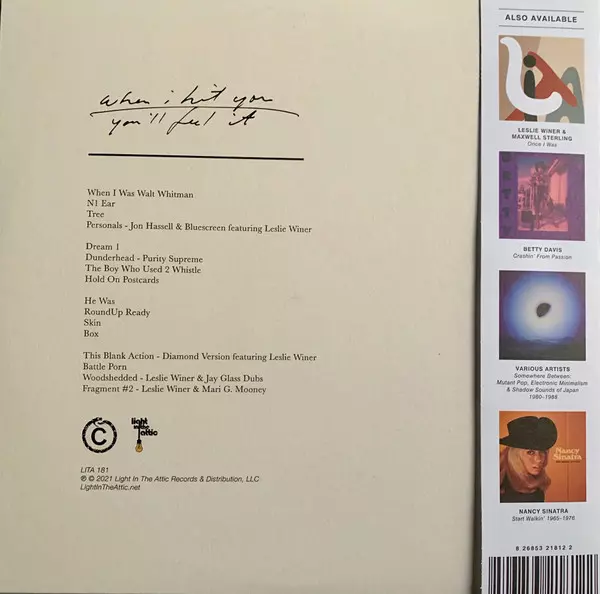 when i hit you
you'll feel it
When I Was Walt Whitman
N1 Ear
Tree
Personals - Jon Hassell & Bluescreen featuring Leslie Winer
Dream 1
Dunderhead - Purity Supreme
The Boy Who Used 2 Whistle
Hold On Postcards
He Was
RoundUp Ready
Skin
Box
This Blank Action - Diamond Version featuring Leslie Winer
Battle Porn
Woodshedded - Leslie Winer & Jay Glass Dubs
Fragment #2 - Leslie Winer & Mari G. Mooney
©
light
in the
attic
LITA 181
℗ © 2021 Light In The Attic Records & Distribution, LLC
LightInTheAttic.net
ALSO AVAILABLE
LESLIE WINER &
MAXWELL STERLING
Once I Was
BETTY DAVIS
Crashin' From Passion
VARIOUS ARTISTS
Somewhere Between:
Mutant Pop, Electronic Minimalism
& Shadow Sounds of Japan
1980-1988
Nancy
Sinatra
NANCY SINATRA
Start Walkin' 1965-1976
8 26853 21812 2